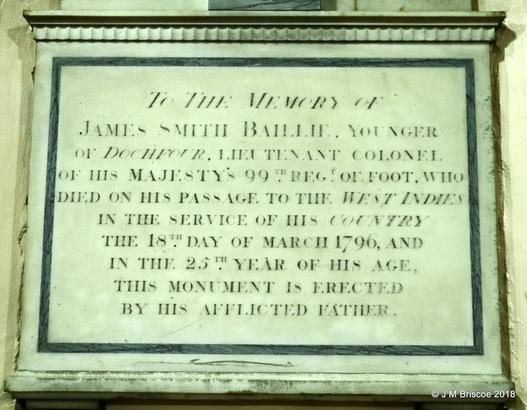 TO THE MEMORY OF
JAMES SMITH BAILLIE, YOUNGER
OF DOCHFOUR, LIEUTENANT COLONEL
OF HIS MAJESTY'S 99TH REGT OF FOOT, WHO
DIED ON HIS PASSAGE TO THE WEST INDIES
IN THE SERVICE OF HIS COUNTRY
THE 18TH DAY OF MARCH 1796, AND
IN THE 25TH YEAR OF HIS AGE,
THIS MONUMENT IS ERECTED
BY HIS AFFLICTED FATHER.
© J M Briscoe 2018